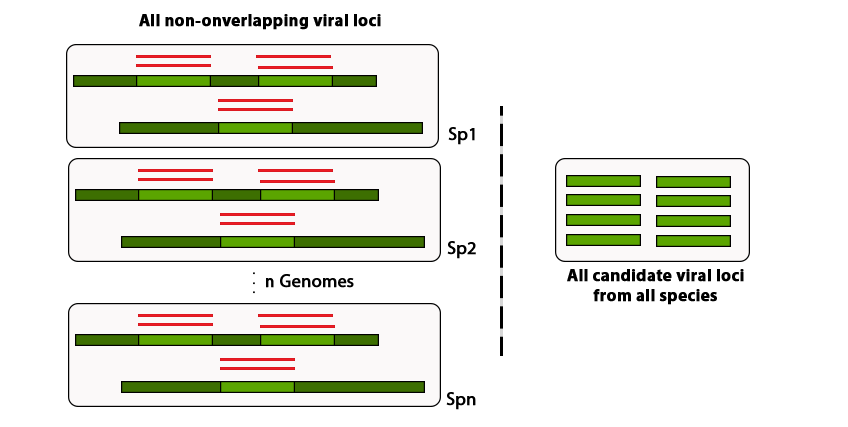 All non-onverlapping viral loci
Sp1
Sp2
n Genomes
Spn
All candidate viral loci
from all species